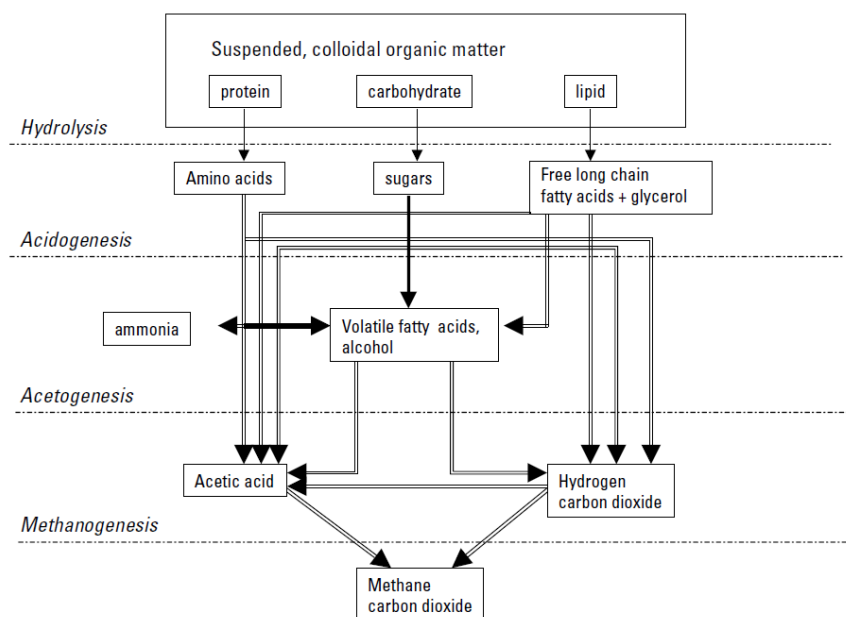 Suspended, colloidal organic matter
protein
carbohydrate
lipid
Hydrolysis
Amino acids
sugars
Free long chain
fatty acids + glycerol
Acidogenesis
ammonia
Volatile fatty acids,
alcohol
Acetogenesis
Acetic acid
Hydrogen
carbon dioxide
Methanogenesis
Methane
carbon dioxide